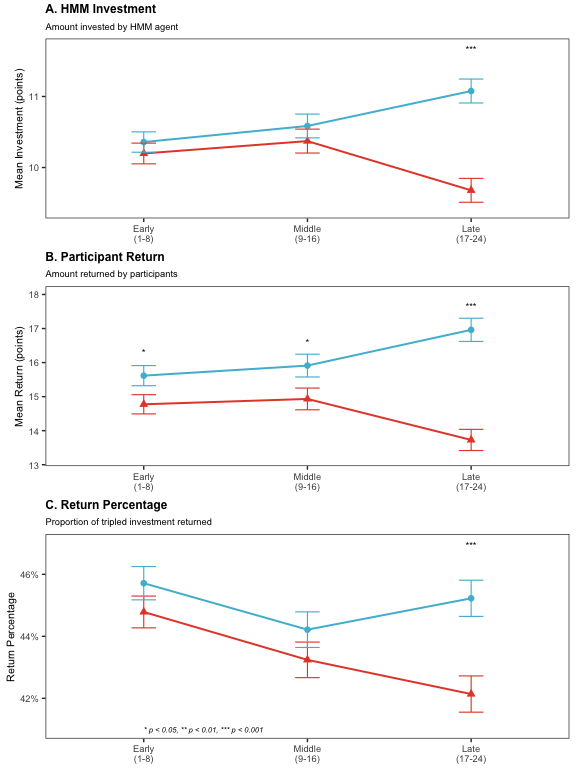 A. HMM Investment
Amount invested by HMM agent
***
Mean Investment (points)
11
10
Early
(1-8)
Middle
(9-16)
Late
(17-24)
B. Participant Return
Amount returned by participants
Mean Return (points)
18
17
16
15
14
13
*
*
***
Early
(1-8)
Middle
(9-16)
Late
(17-24)
C. Return Percentage
Proportion of tripled investment returned
Return Percentage
46%
44%
42%
***
* p < 0.05, ** p < 0.01, *** p < 0.001
Early
(1-8)
Middle
(9-16)
Late
(17-24)